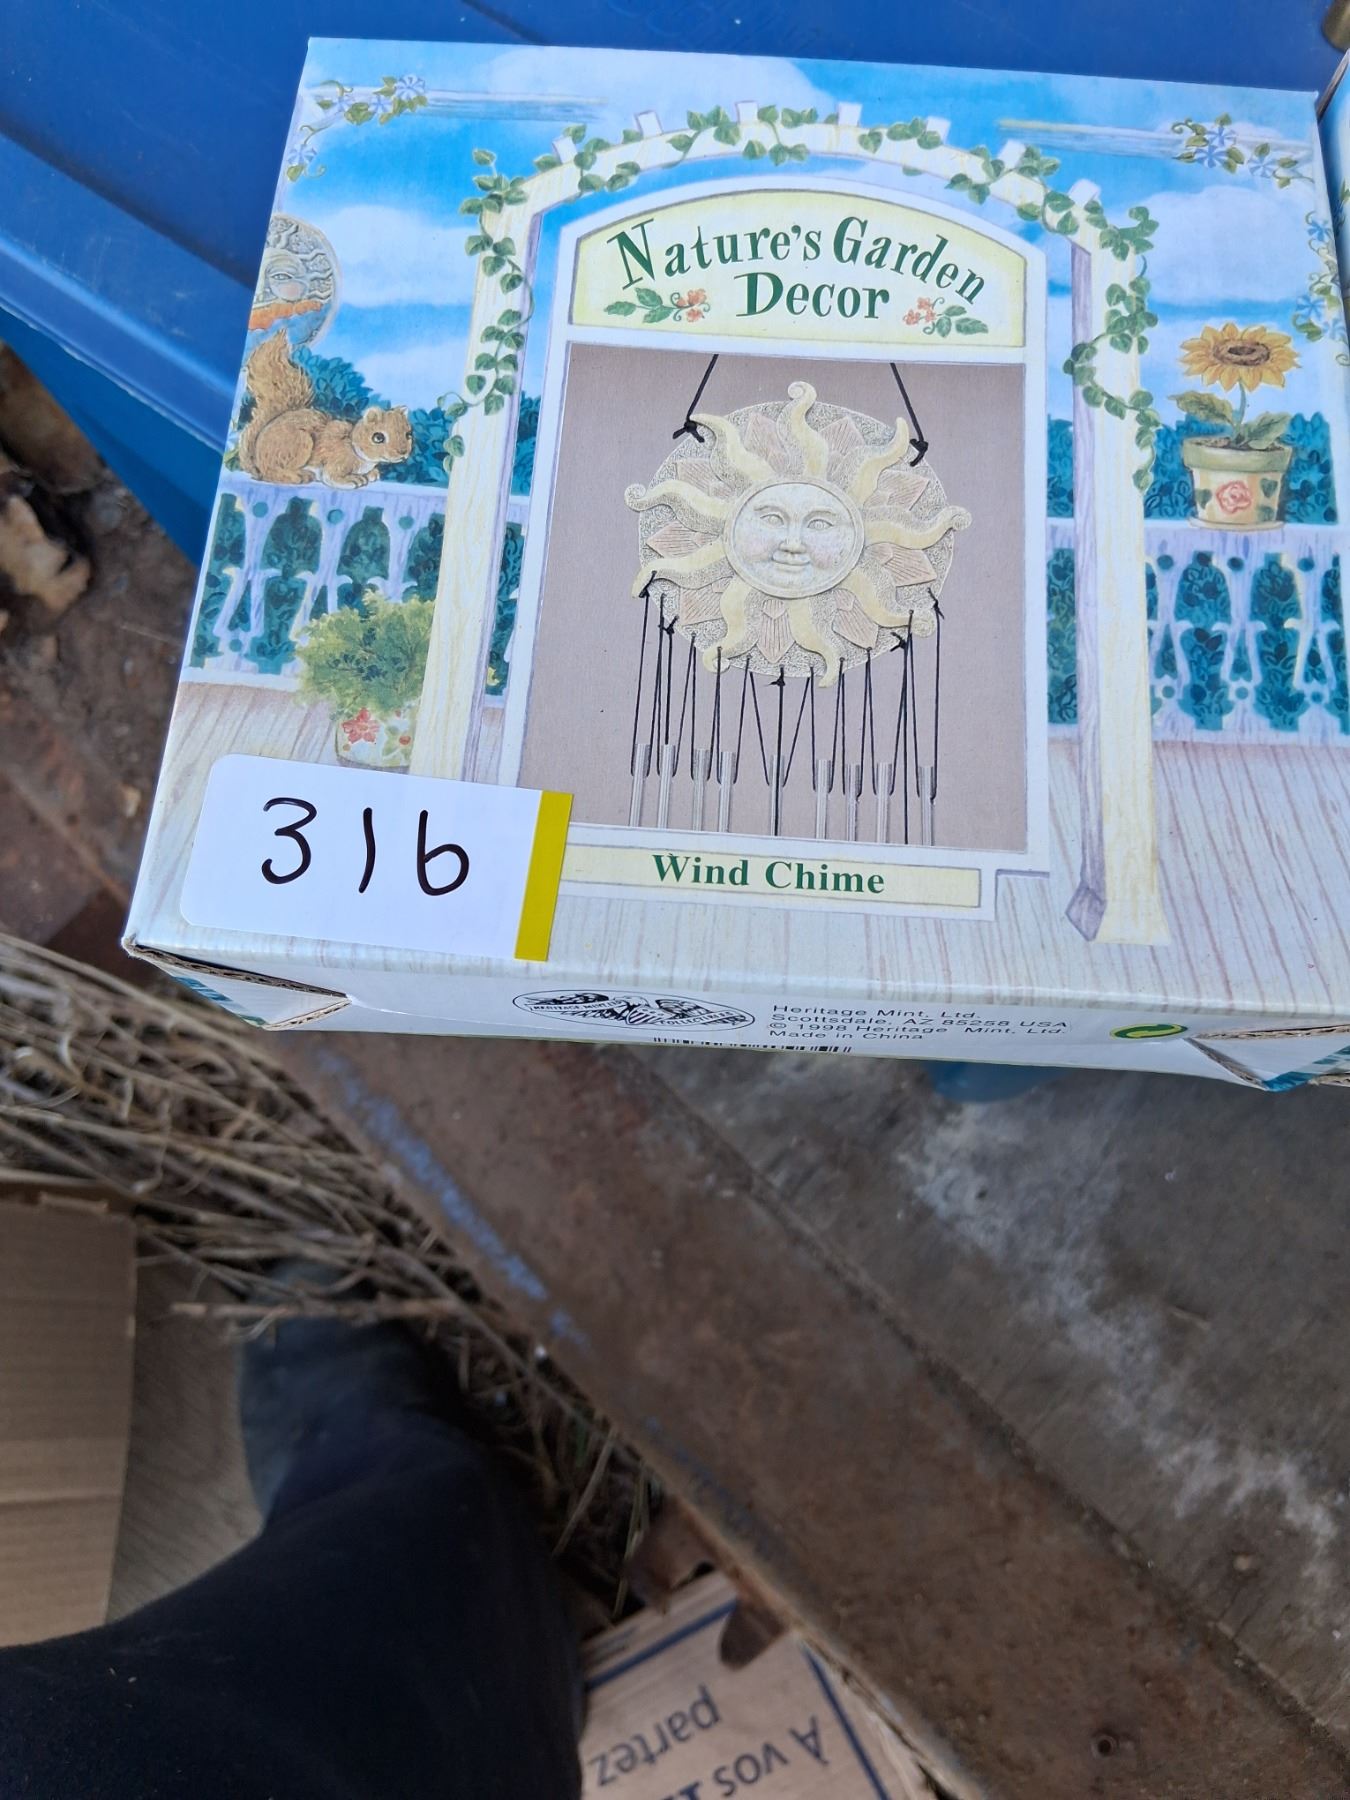 Nature's Garden
Decor
Wind Chime
316
Heritage Mint, Ltd.
Scottsdale, AZ 85258 USA
© 1998 Heritage Mint, Ltd.
Made in China
À vos
partez